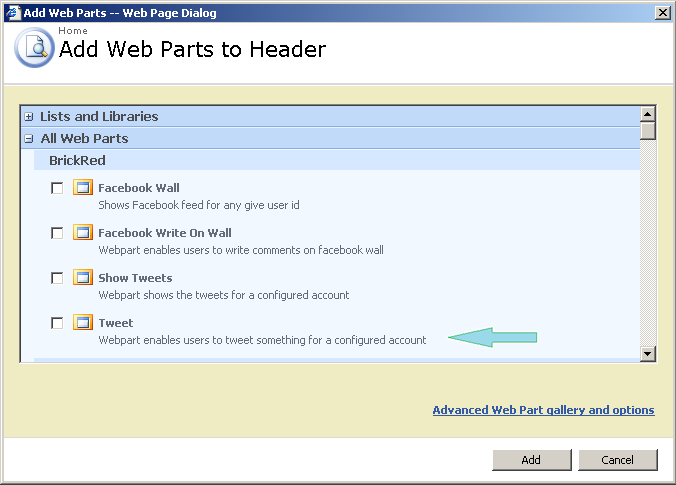 Add Web Parts -- Web Page Dialog
Home
Add Web Parts to Header
Lists and Libraries
All Web Parts
BrickRed
Facebook Wall
Shows Facebook feed for any give user id
Facebook Write On Wall
Webpart enables users to write comments on facebook wall
Show Tweets
Webpart shows the tweets for a configured account
Tweet
Webpart enables users to tweet something for a configured account
Advanced Web Part gallery and options
Add Cancel